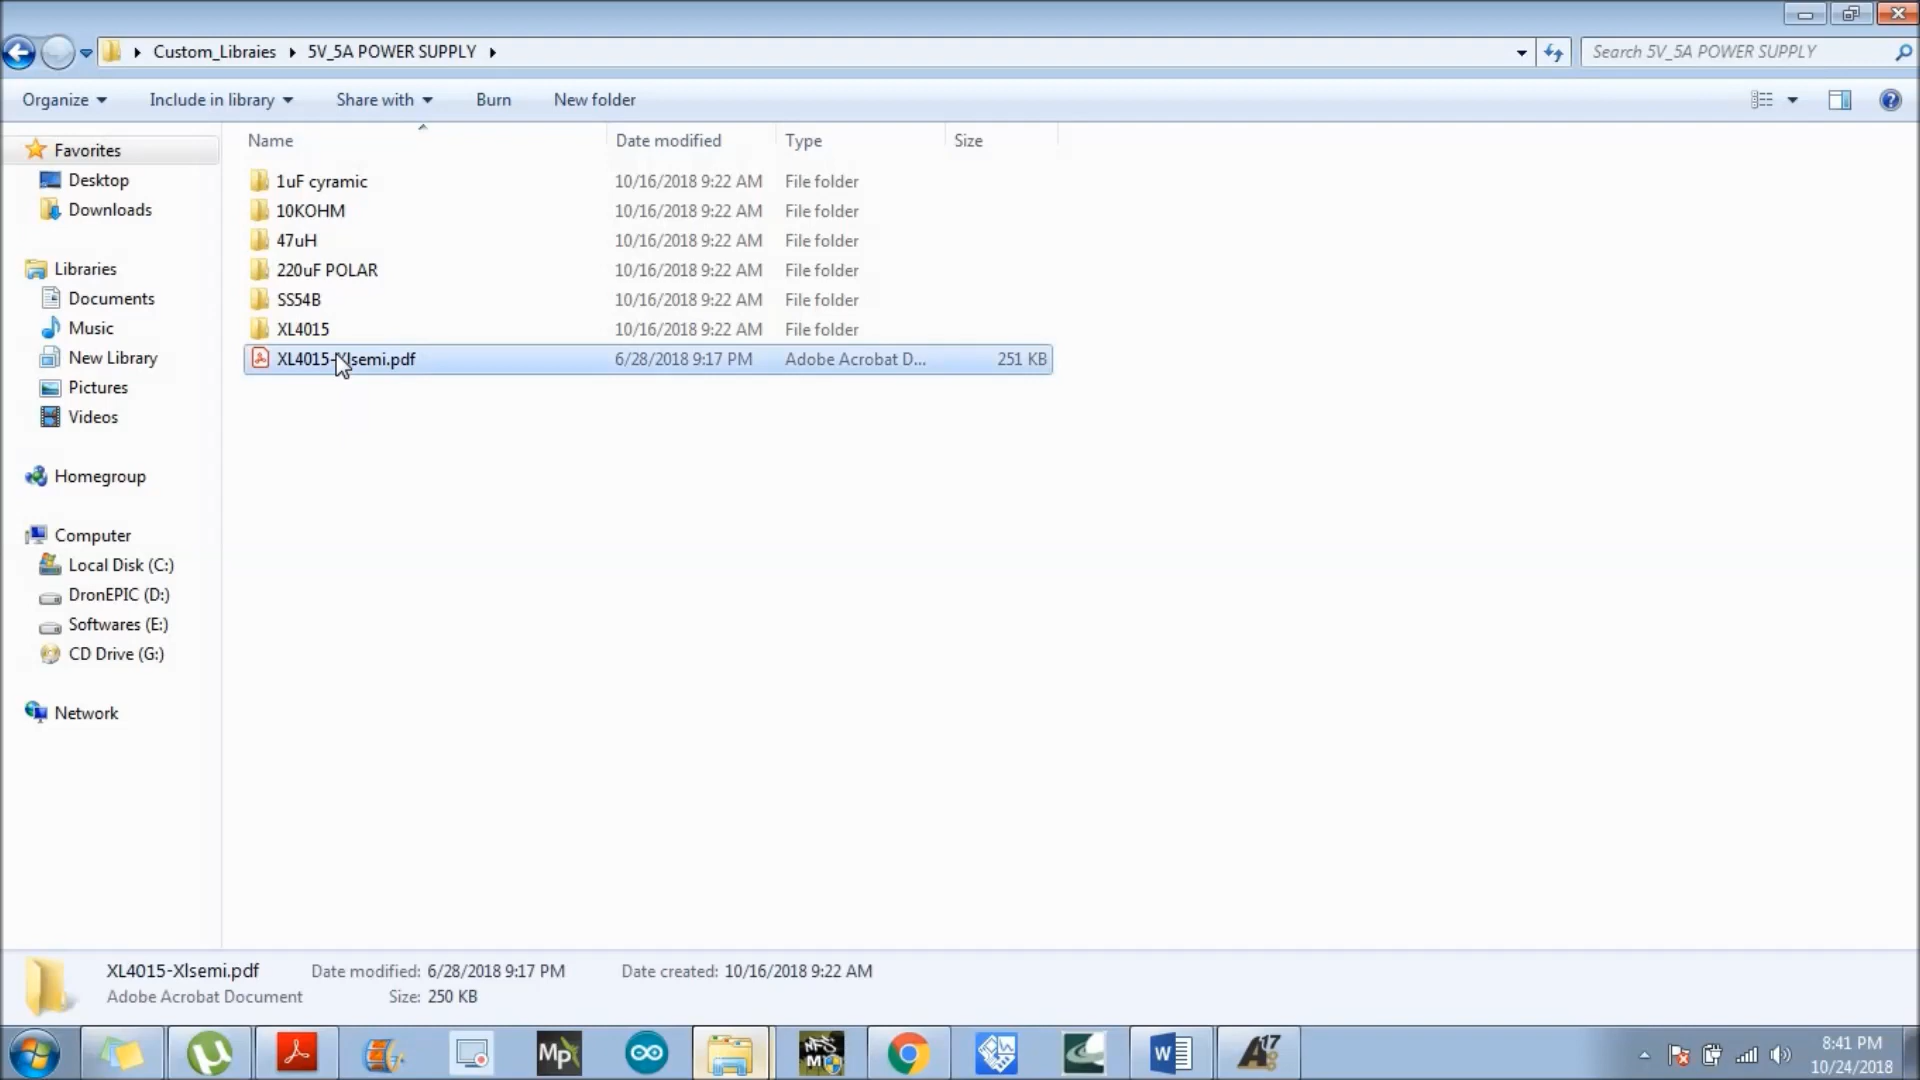 Custom_Libraies 5V_5A POWER SUPPLY Search 5V_5A POWER SUPPLY
Organize Include in library Share with Burn New folder
Name Date modified Type Size
Favorites
Desktop
Downloads
Libraries
Documents
Music
New Library
Pictures
Videos
Homegroup
Computer
Local Disk (C:)
DronEPIC (D:)
Softwares (E:)
CD Drive (G:)
Network
1uF cyramic 10/16/2018 9:22 AM File folder
10KOHM 10/16/2018 9:22 AM File folder
47uH 10/16/2018 9:22 AM File folder
220uF POLAR 10/16/2018 9:22 AM File folder
SS54B 10/16/2018 9:22 AM File folder
XL4015 10/16/2018 9:22 AM File folder
XL4015-Xlsemi.pdf 6/28/2018 9:17 PM Adobe Acrobat D... 251 KB
XL4015-Xlsemi.pdf Date modified: 6/28/2018 9:17 PM Date created: 10/16/2018 9:22 AM
Adobe Acrobat Document Size: 250 KB
Mp NFS M W 17
8:41 PM
10/24/2018